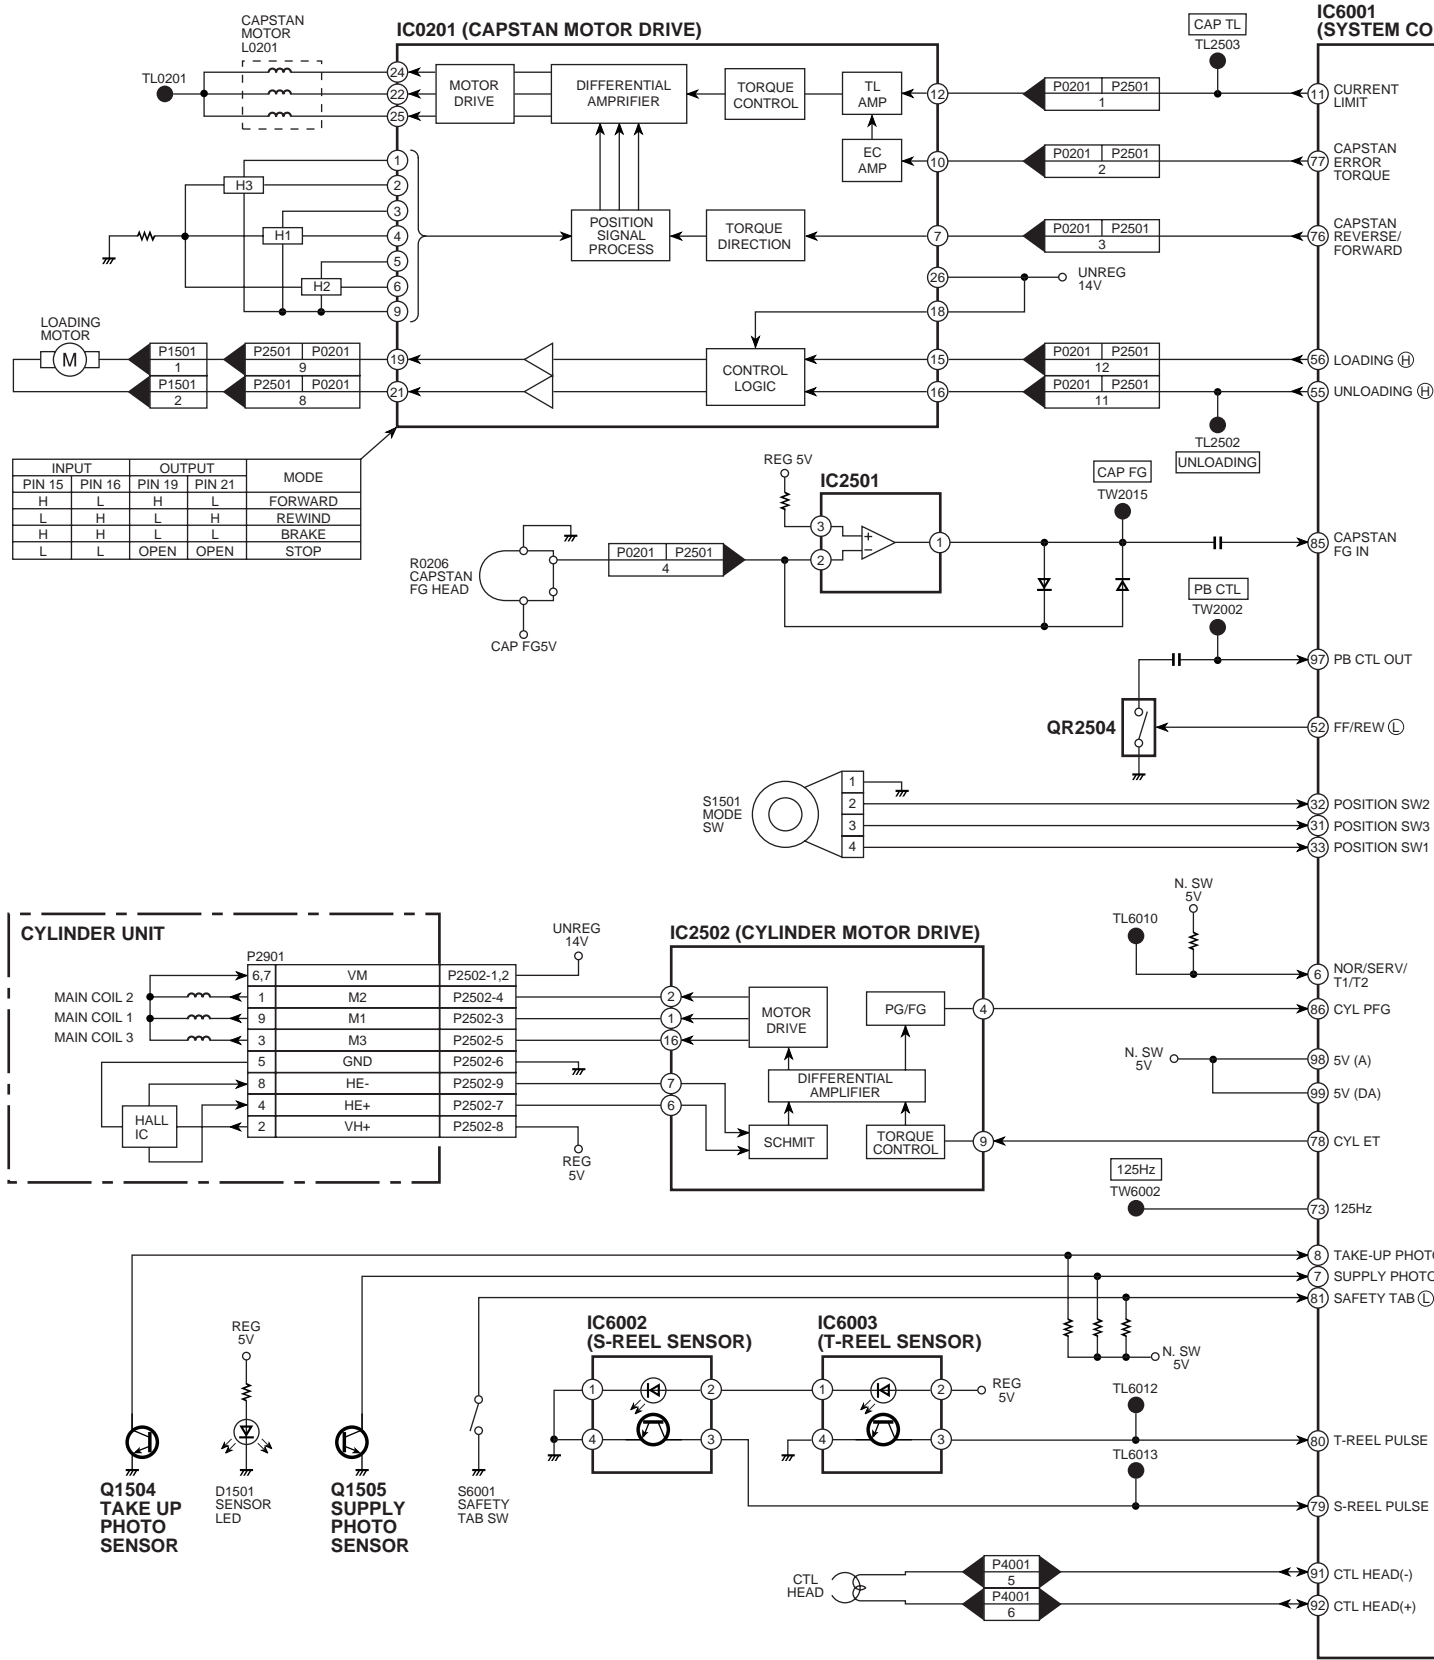 IC6001
(SYSTEM CO
IC0201 (CAPSTAN MOTOR DRIVE)
CAPSTAN
MOTOR
L0201
TL0201
24
22
25
MOTOR
DRIVE
DIFFERENTIAL
AMPRIFIER
TORQUE
CONTROL
TL
AMP
EC
AMP
12
10
CAP TL
TL2503
P0201 P2501
1
11 CURRENT
LIMIT
P0201 P2501
2
77 CAPSTAN
ERROR
TORQUE
1
2
3
4
5
6
9
H3
H1
H2
POSITION
SIGNAL
PROCESS
TORQUE
DIRECTION
7
P0201 P2501
3
76 CAPSTAN
REVERSE/
FORWARD
26
18
UNREG
14V
LOADING
MOTOR
M
P1501
1
P2501 P0201
9
19
CONTROL
LOGIC
15
P0201 P2501
12
56 LOADING H
P1501
2
P2501 P0201
8
21
16
P0201 P2501
11
55 UNLOADING H
TL2502
UNLOADING
INPUT OUTPUT MODE
PIN 15 PIN 16 PIN 19 PIN 21
H L H L FORWARD
L H L H REWIND
H H L L BRAKE
L L OPEN OPEN STOP
REG 5V
IC2501
3
2
+
−
1
CAP FG
TW2015
R0206
CAPSTAN
FG HEAD
CAP FG5V
P0201 P2501
4
85 CAPSTAN
FG IN
PB CTL
TW2002
97 PB CTL OUT
QR2504
52 FF/REW L
S1501
MODE
SW
1
2
3
4
32 POSITION SW2
31 POSITION SW3
33 POSITION SW1
CYLINDER UNIT
P2901
UNREG
14V
6,7 VM P2502-1,2
MAIN COIL 2 1 M2 P2502-4
MAIN COIL 1 9 M1 P2502-3
MAIN COIL 3 3 M3 P2502-5
5 GND P2502-6
8 HE- P2502-9
4 HE+ P2502-7
2 VH+ P2502-8
HALL
IC
REG
5V
IC2502 (CYLINDER MOTOR DRIVE)
2
1
16
7
6
MOTOR
DRIVE
PG/FG
4
DIFFERENTIAL
AMPLIFIER
SCHMIT
TORQUE
CONTROL
9
TL6010
N. SW
5V
6 NOR/SERV/
T1/T2
86 CYL PFG
N. SW
5V
98 5V (A)
99 5V (DA)
78 CYL ET
125Hz
TW6002
73 125Hz
8 TAKE-UP PHOTO
7 SUPPLY PHOTO
81 SAFETY TAB L
N. SW
5V
IC6002
(S-REEL SENSOR)
1
2
4
3
IC6003
(T-REEL SENSOR)
1
2
4
3
REG
5V
TL6012
80 T-REEL PULSE
TL6013
79 S-REEL PULSE
Q1504
TAKE UP
PHOTO
SENSOR
REG
5V
D1501
SENSOR
LED
Q1505
SUPPLY
PHOTO
SENSOR
S6001
SAFETY
TAB SW
CTL
HEAD
P4001
5
P4001
6
91 CTL HEAD(-)
92 CTL HEAD(+)